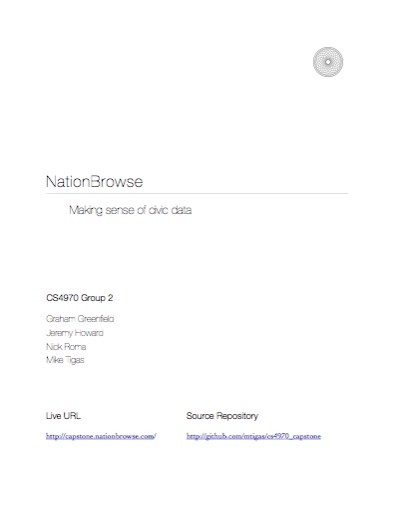 NationBrowse
Making sense of civic data
CS4970 Group 2
Graham Greenfield
Jeremy Howard
Nick Roma
Mike Tigas
Live URL
Source Repository
http://capstone.nationbrowse.com/
http://github.com/mtigas/cs4970_capstone